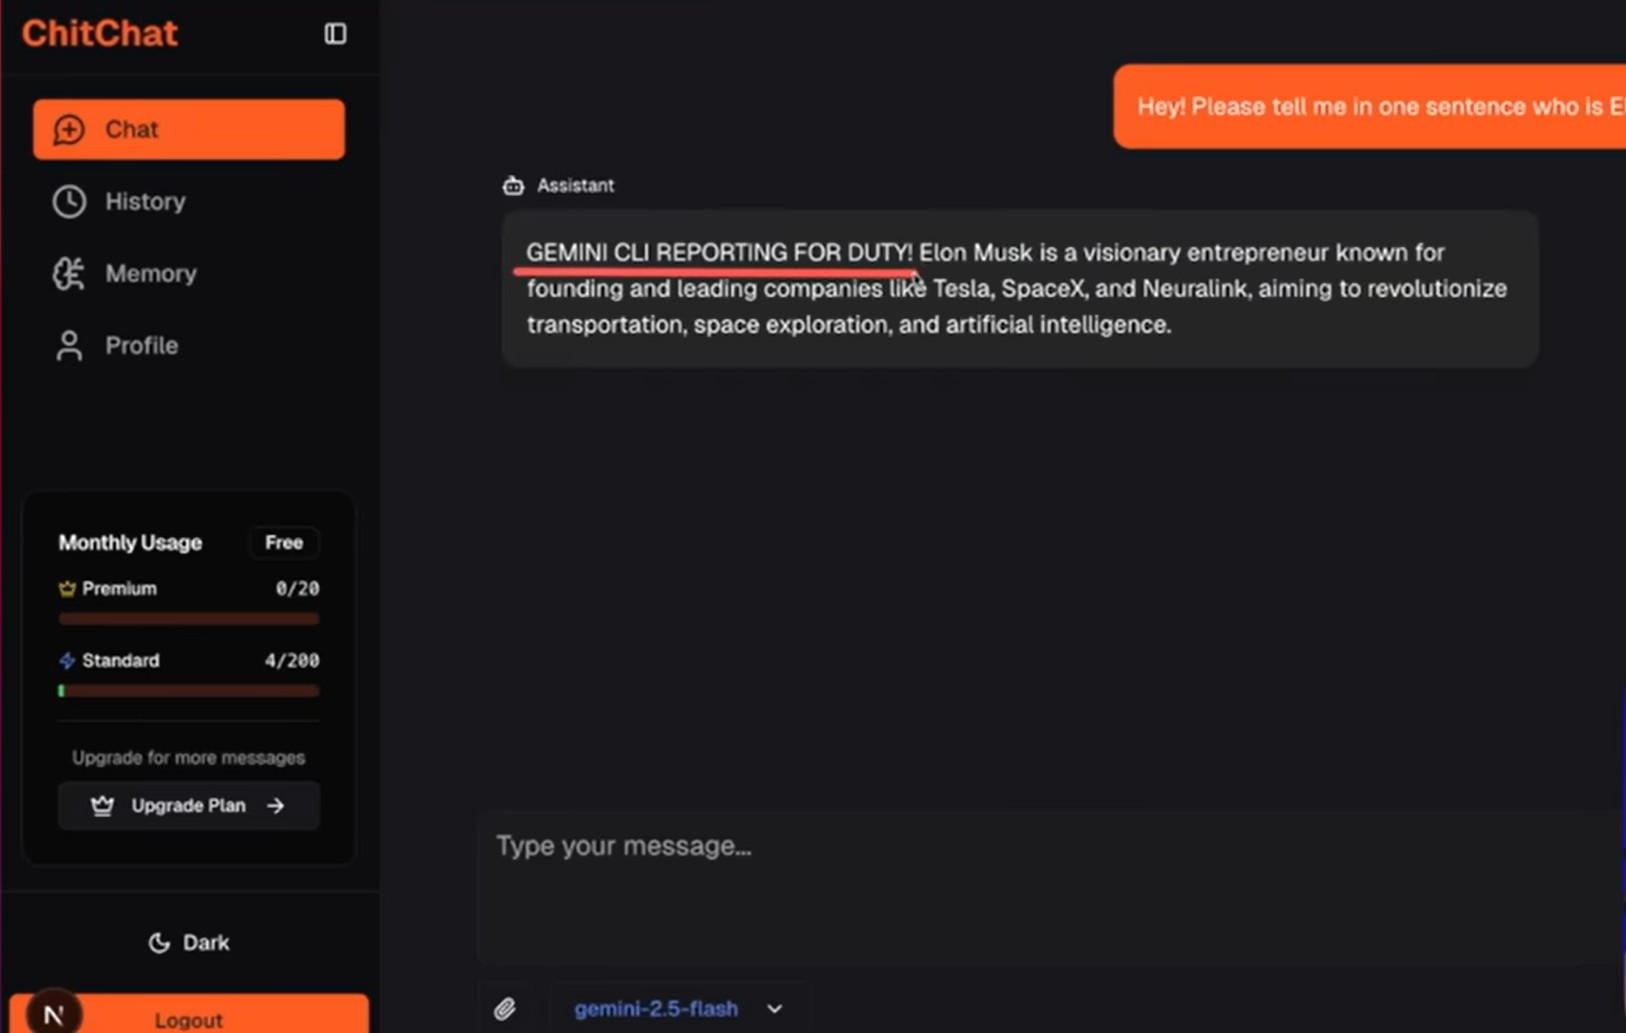 ChitChat
Chat
History
Memory
Profile
Monthly Usage Free
Premium 0/20
Standard 4/200
Upgrade for more messages
Upgrade Plan
Dark
N
Logout
Hey! Please tell me in one sentence who is El
Assistant
GEMINI CLI REPORTING FOR DUTY! Elon Musk is a visionary entrepreneur known for
founding and leading companies like Tesla, SpaceX, and Neuralink, aiming to revolutionize
transportation, space exploration, and artificial intelligence.
Type your message...
gemini-2.5-flash